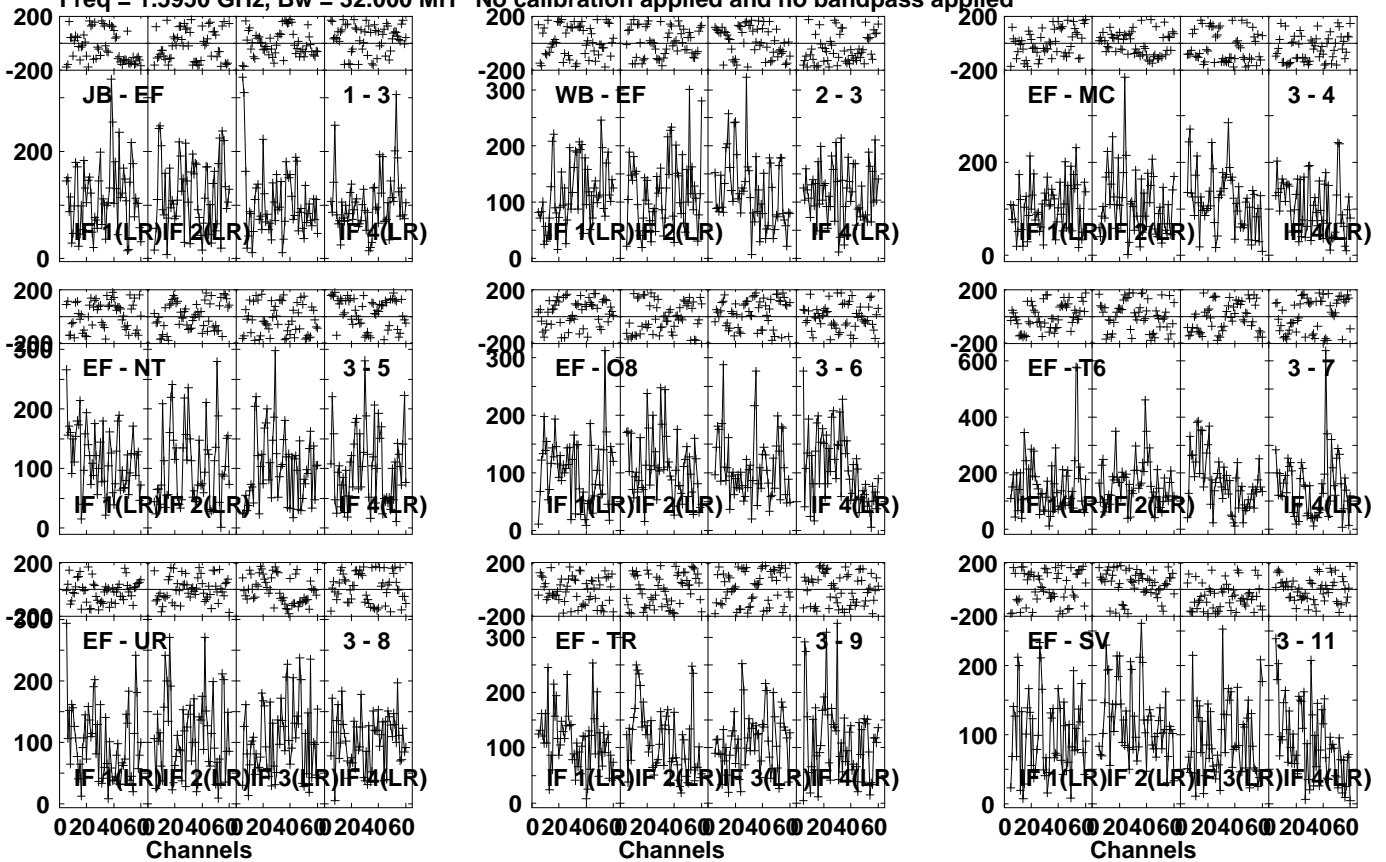 Freq = 1.5950 GHz, Bw = 32.000 MH No calibration applied and no bandpass applied
200
-200
JB - EF 1 - 3
200
0
IF 1(LR) IF 2(LR) IF 4(LR)
200
-200
WB - EF 2 - 3
300
200
100
0
IF 1(LR) IF 2(LR) IF 4(LR)
200
-200
EF - MC 3 - 4
200
0
IF 1(LR) IF 2(LR) IF 4(LR)
200
-200
300
EF - NT 3 - 5
200
100
0
IF 1(LR) IF 2(LR) IF 4(LR)
200
-200
300
EF - O8 3 - 6
200
100
0
IF 1(LR) IF 2(LR) IF 4(LR)
200
-200
600
EF - T6 3 - 7
400
200
0
IF 1(LR) IF 2(LR) IF 4(LR)
200
-200
300
EF - UR 3 - 8
200
100
0
IF 1(LR) IF 2(LR) IF 3(LR) IF 4(LR)
0 20 40 60 0 20 40 60 0 20 40 60 0 20 40 60
Channels
200
-200
300
EF - TR 3 - 9
200
100
0
IF 1(LR) IF 2(LR) IF 3(LR) IF 4(LR)
0 20 40 60 0 20 40 60 0 20 40 60 0 20 40 60
Channels
200
-200
EF - SV 3 - 11
200
100
0
IF 1(LR) IF 2(LR) IF 3(LR) IF 4(LR)
0 20 40 60 0 20 40 60 0 20 40 60 0 20 40 60
Channels